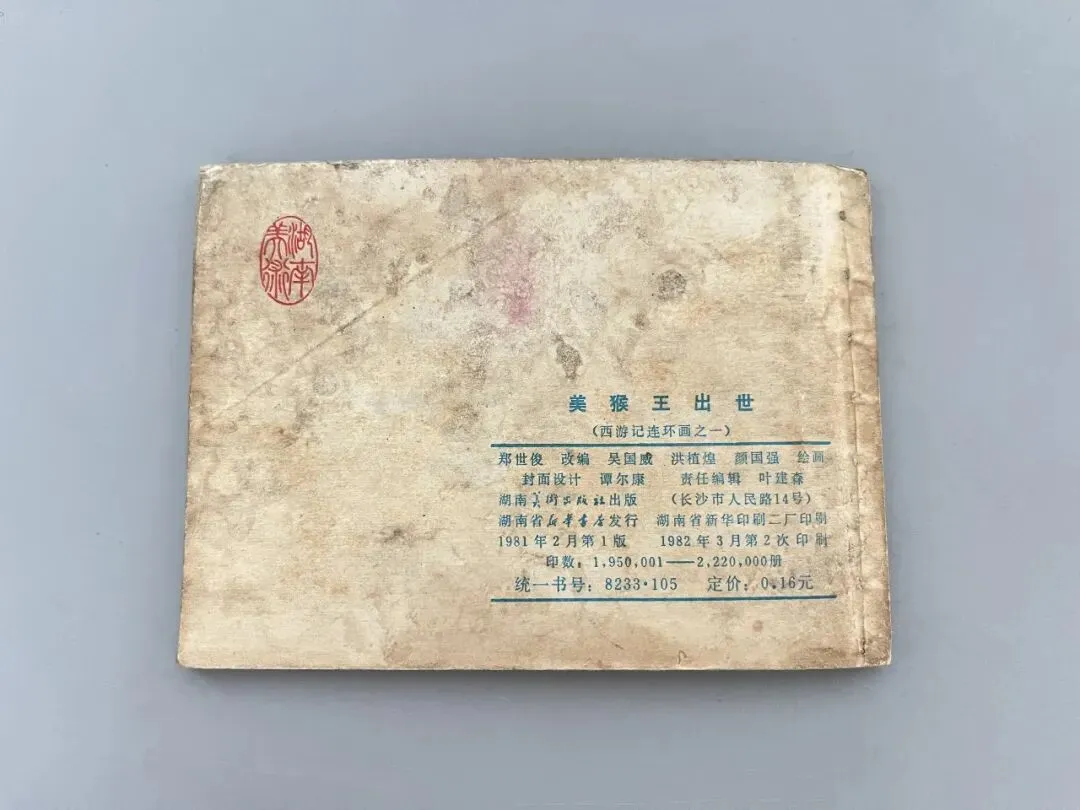 湖南
美术
美猴王出世
(西游记连环画之一)
郑世俊 改编 吴国威 洪植煌 颜国强 绘画
封面设计 谭尔康 责任编辑 叶建森
湖南美术出版社出版 (长沙市人民路14号)
湖南省新华书店发行 湖南省新华印刷二厂印刷
1981年2月第1版 1982年3月第2次印刷
印数:1,950,001——2,220,000册
统一书号:8233·105 定价:0.16元